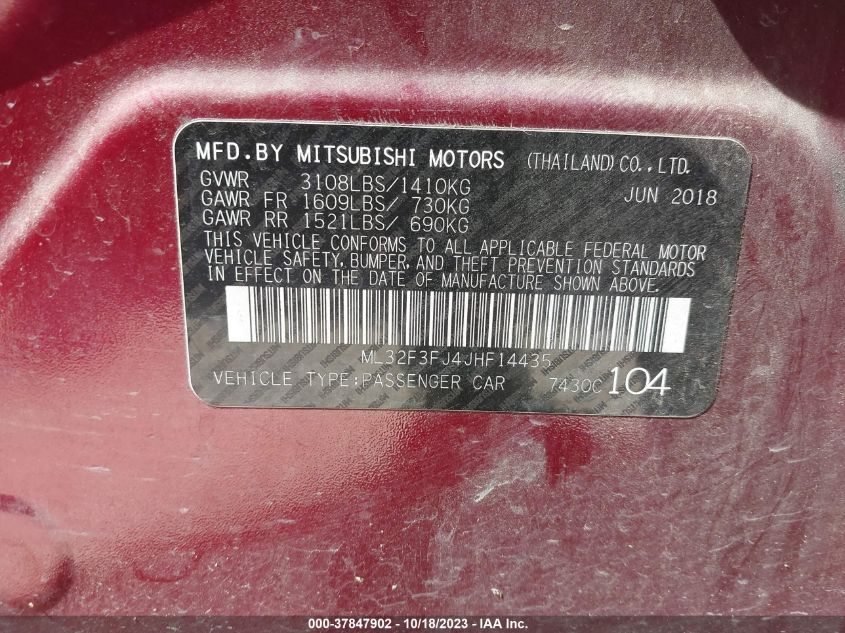 MFD.BY MITSUBISHI MOTORS (THAILAND) CO.,LTD.
GVWR 3108LBS/1410KG JUN 2018
GAWR FR 1609LBS/ 730KG
GAWR RR 1521LBS/ 690KG
THIS VEHICLE CONFORMS TO ALL APPLICABLE FEDERAL MOTOR
VEHICLE SAFETY, BUMPER, AND THEFT PREVENTION STANDARDS
IN EFFECT ON THE DATE OF MANUFACTURE SHOWN ABOVE.
ML32F3FJ4JHF14435
VEHICLE TYPE:PASSENGER CAR 7430C 104
000-37847902 - 10/18/2023 - IAA Inc.